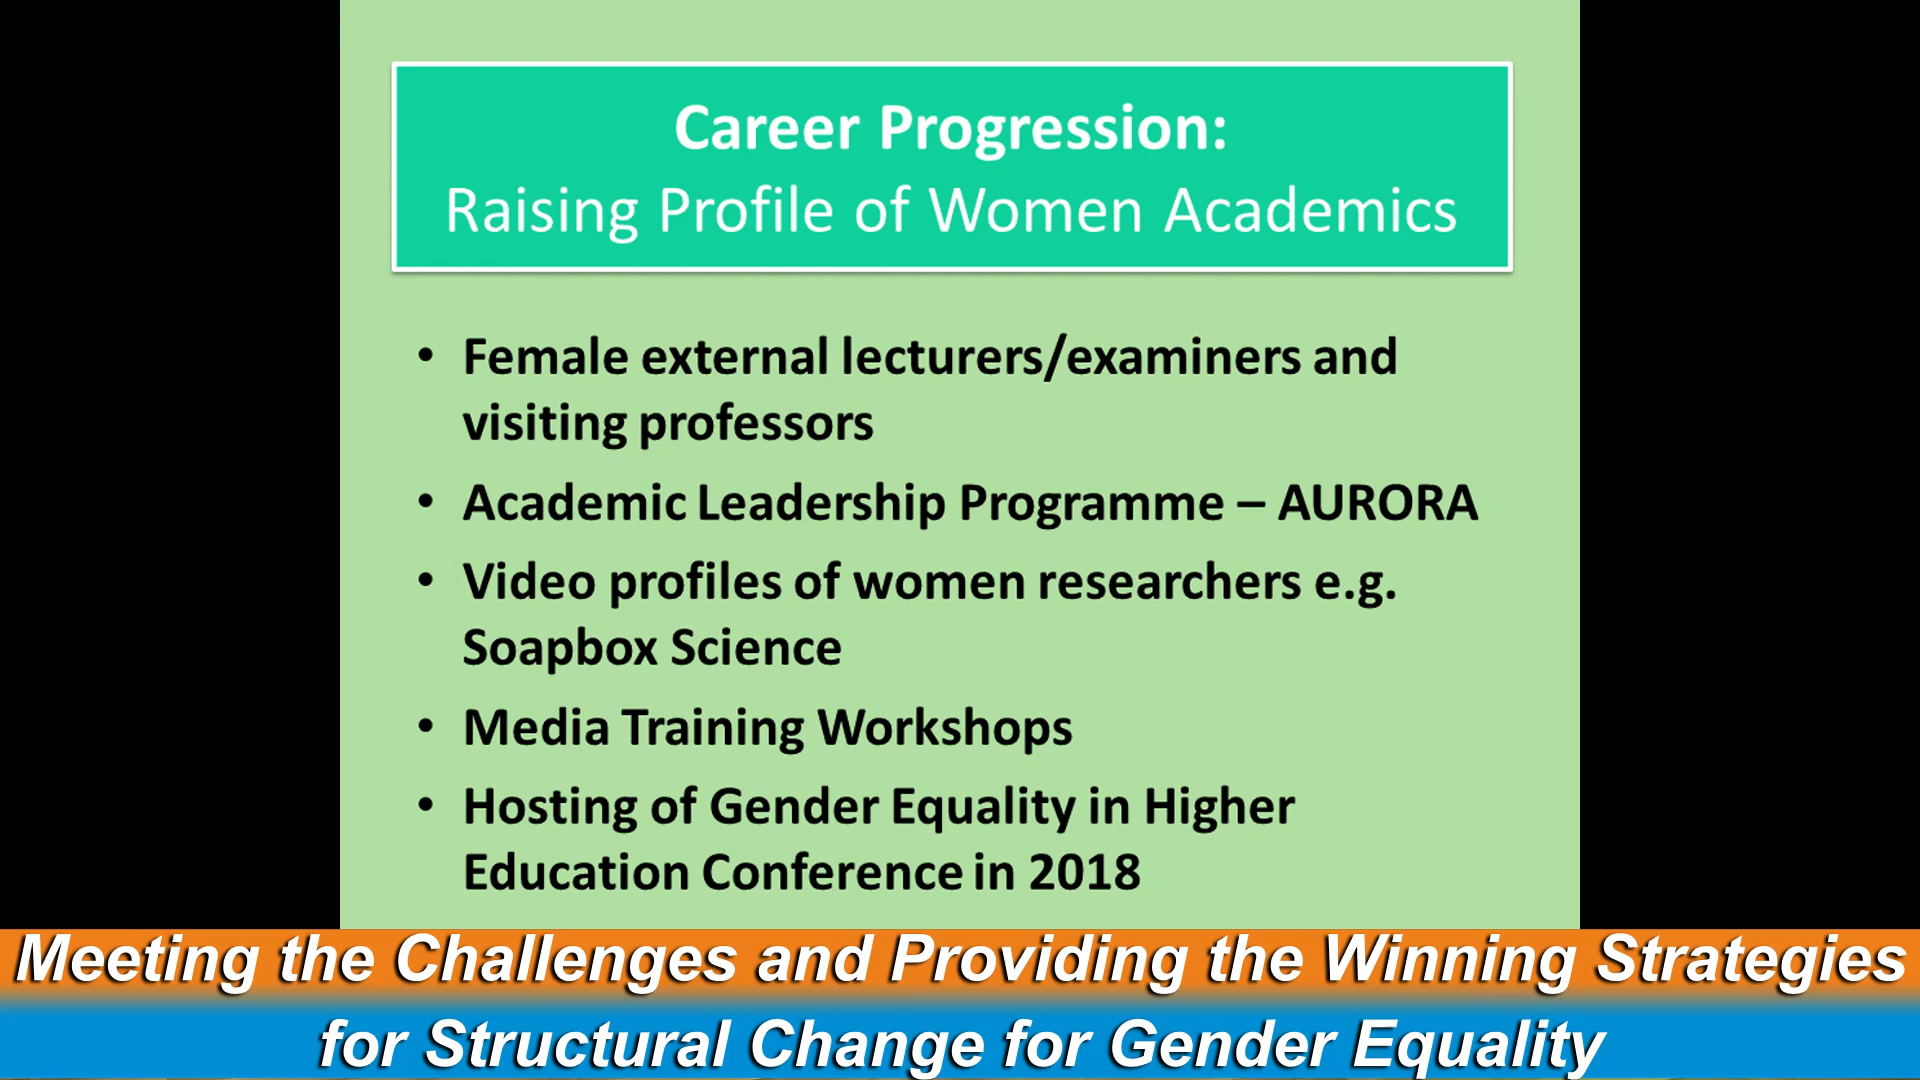 Career Progression:
Raising Profile of Women Academics
• Female external lecturers/examiners and
visiting professors
• Academic Leadership Programme – AURORA
• Video profiles of women researchers e.g.
Soapbox Science
• Media Training Workshops
• Hosting of Gender Equality in Higher
Education Conference in 2018
Meeting the Challenges and Providing the Winning Strategies
for Structural Change for Gender Equality